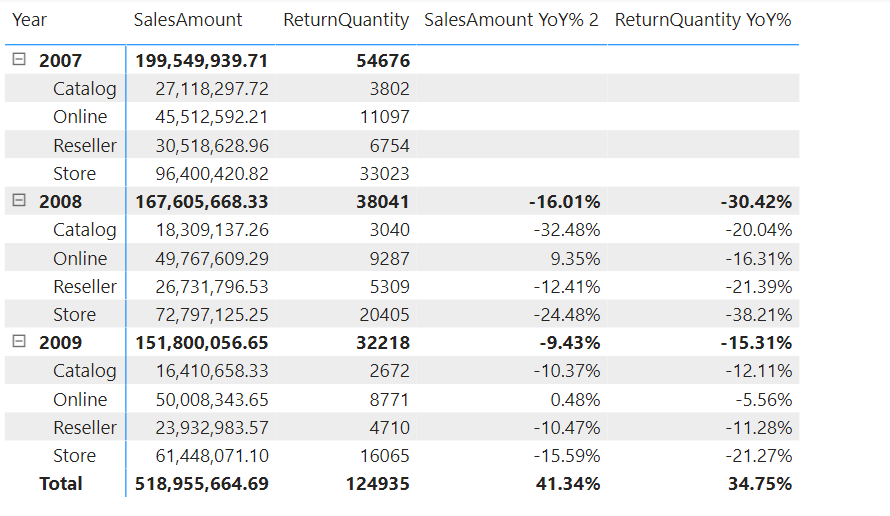 Year SalesAmount ReturnQuantity SalesAmount YoY% 2 ReturnQuantity YoY%
2007 199,549,939.71 54676
Catalog 27,118,297.72 3802
Online 45,512,592.21 11097
Reseller 30,518,628.96 6754
Store 96,400,420.82 33023
2008 167,605,668.33 38041 -16.01% -30.42%
Catalog 18,309,137.26 3040 -32.48% -20.04%
Online 49,767,609.29 9287 9.35% -16.31%
Reseller 26,731,796.53 5309 -12.41% -21.39%
Store 72,797,125.25 20405 -24.48% -38.21%
2009 151,800,056.65 32218 -9.43% -15.31%
Catalog 16,410,658.33 2672 -10.37% -12.11%
Online 50,008,343.65 8771 0.48% -5.56%
Reseller 23,932,983.57 4710 -10.47% -11.28%
Store 61,448,071.10 16065 -15.59% -21.27%
Total 518,955,664.69 124935 41.34% 34.75%